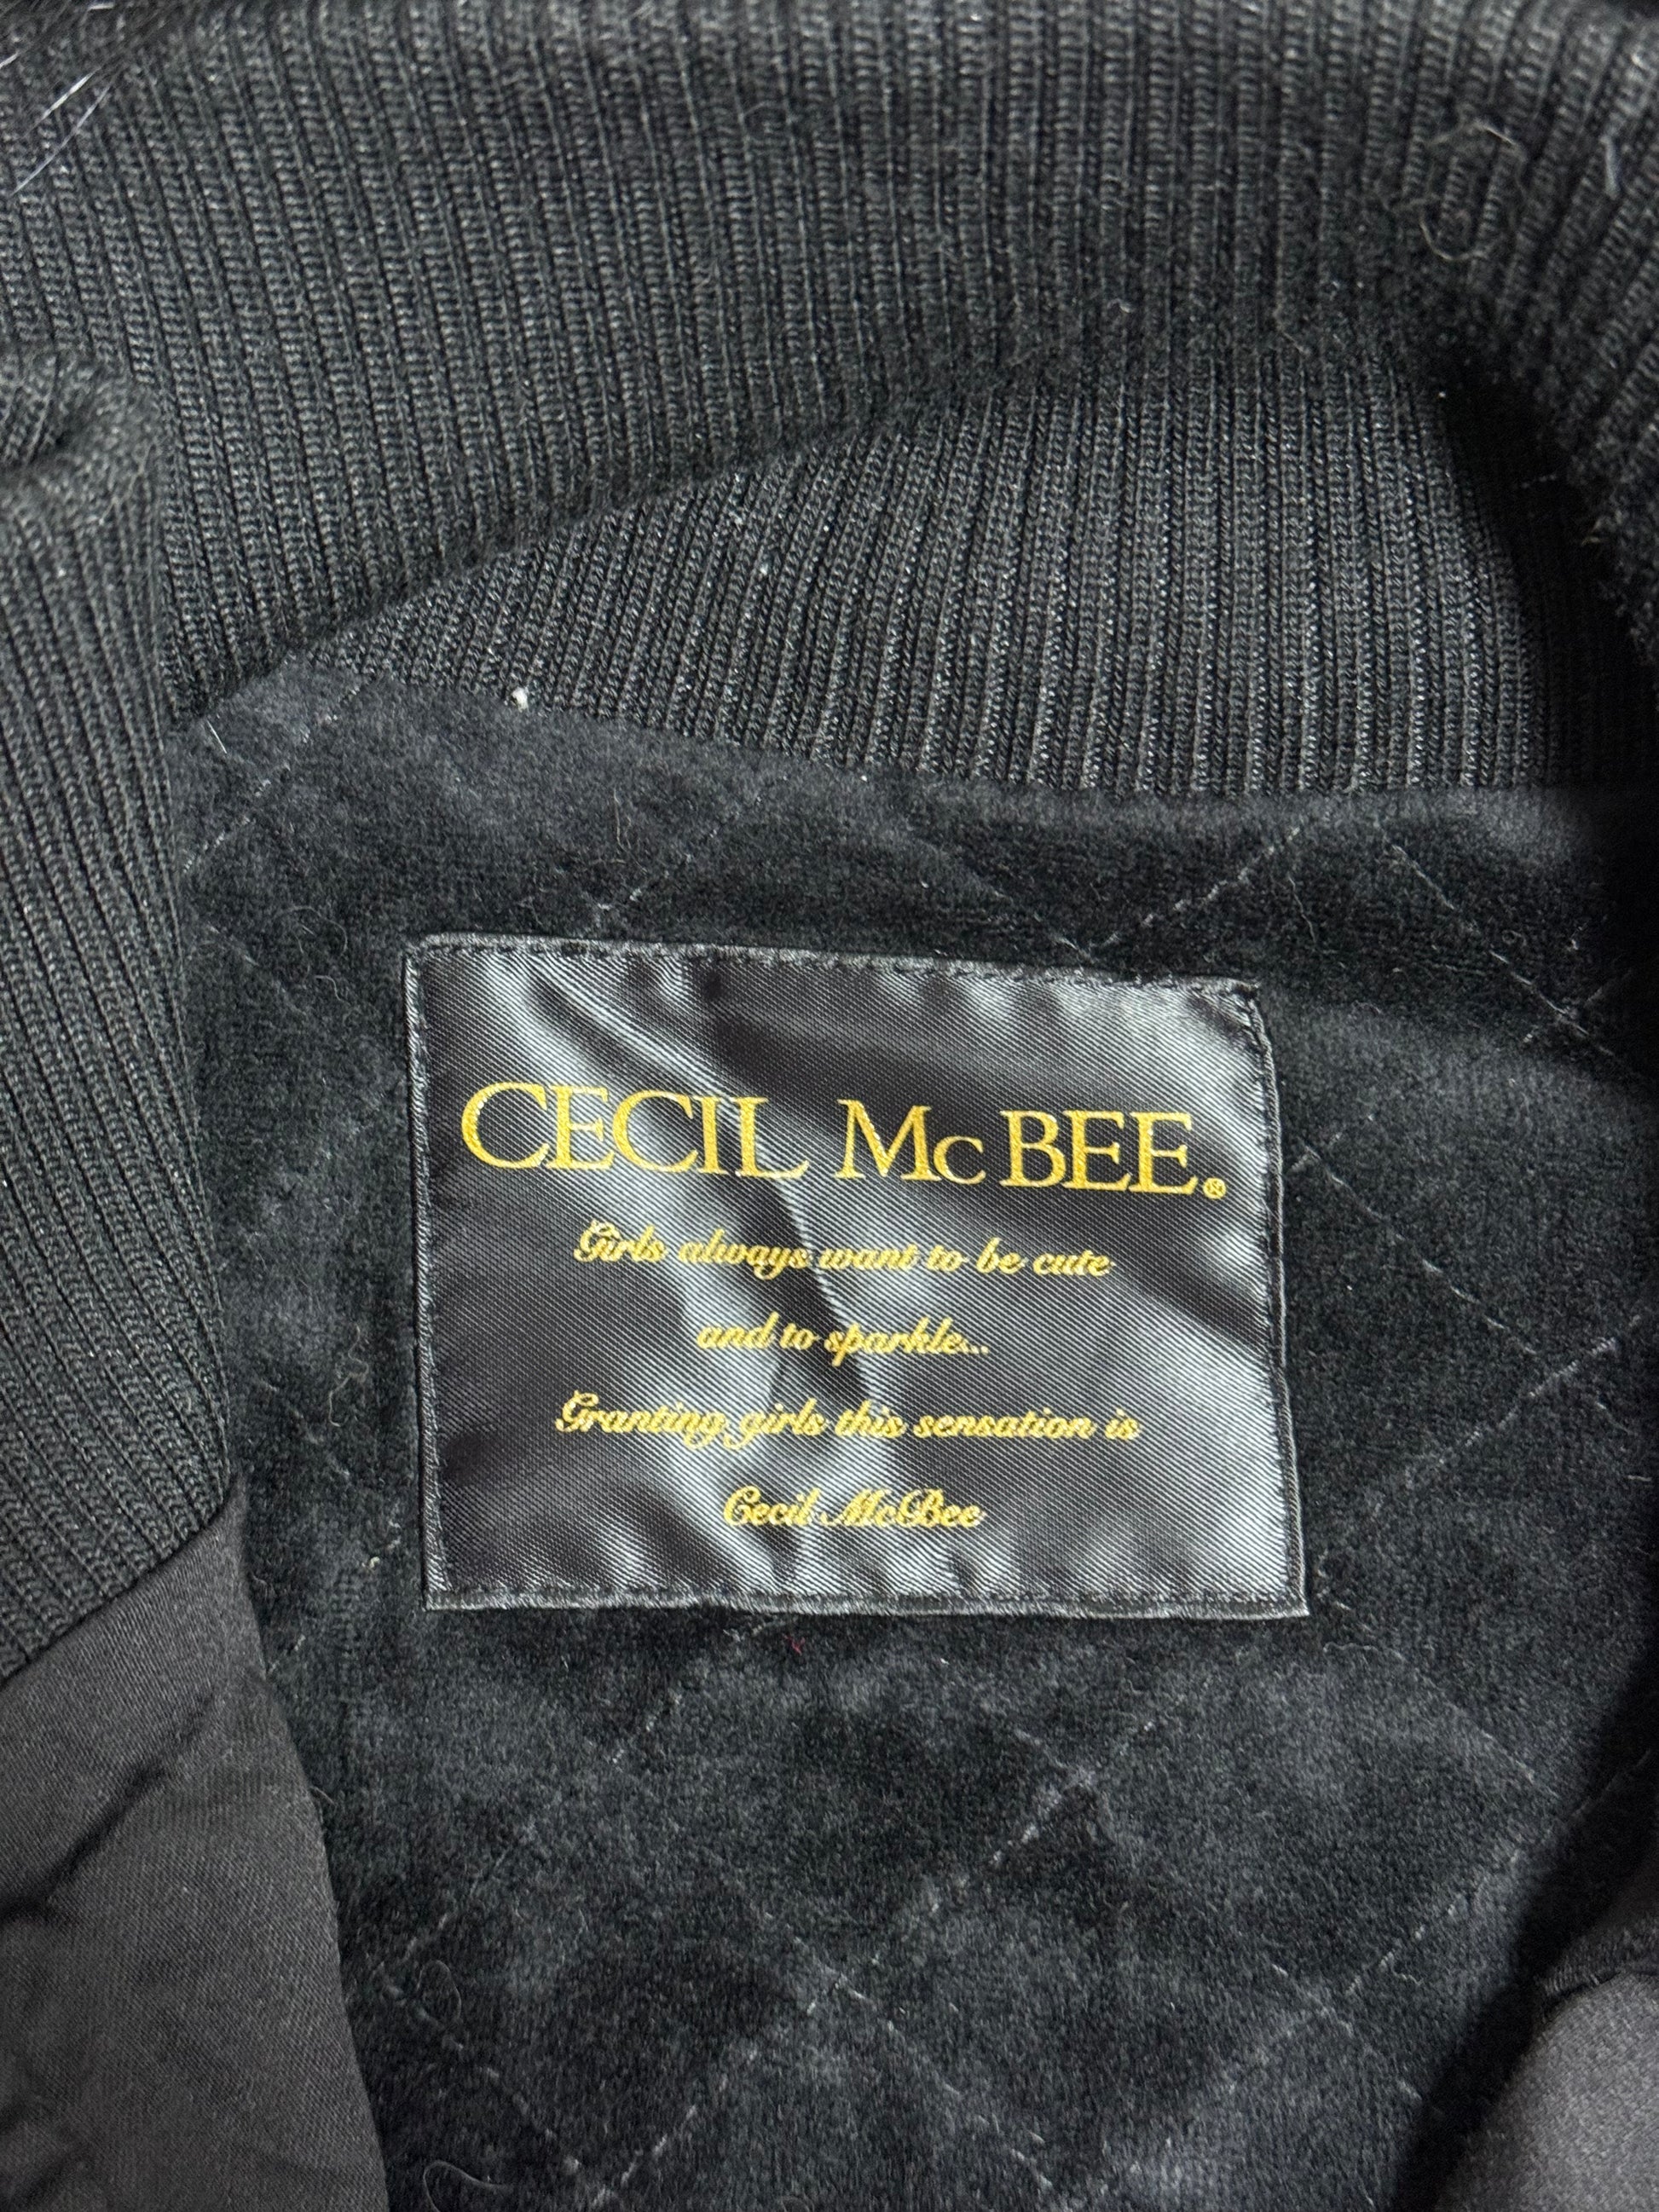 CECIL McBEE®
Girls always want to be cute
and to sparkle...
Granting girls this sensation is
Cecil McBee